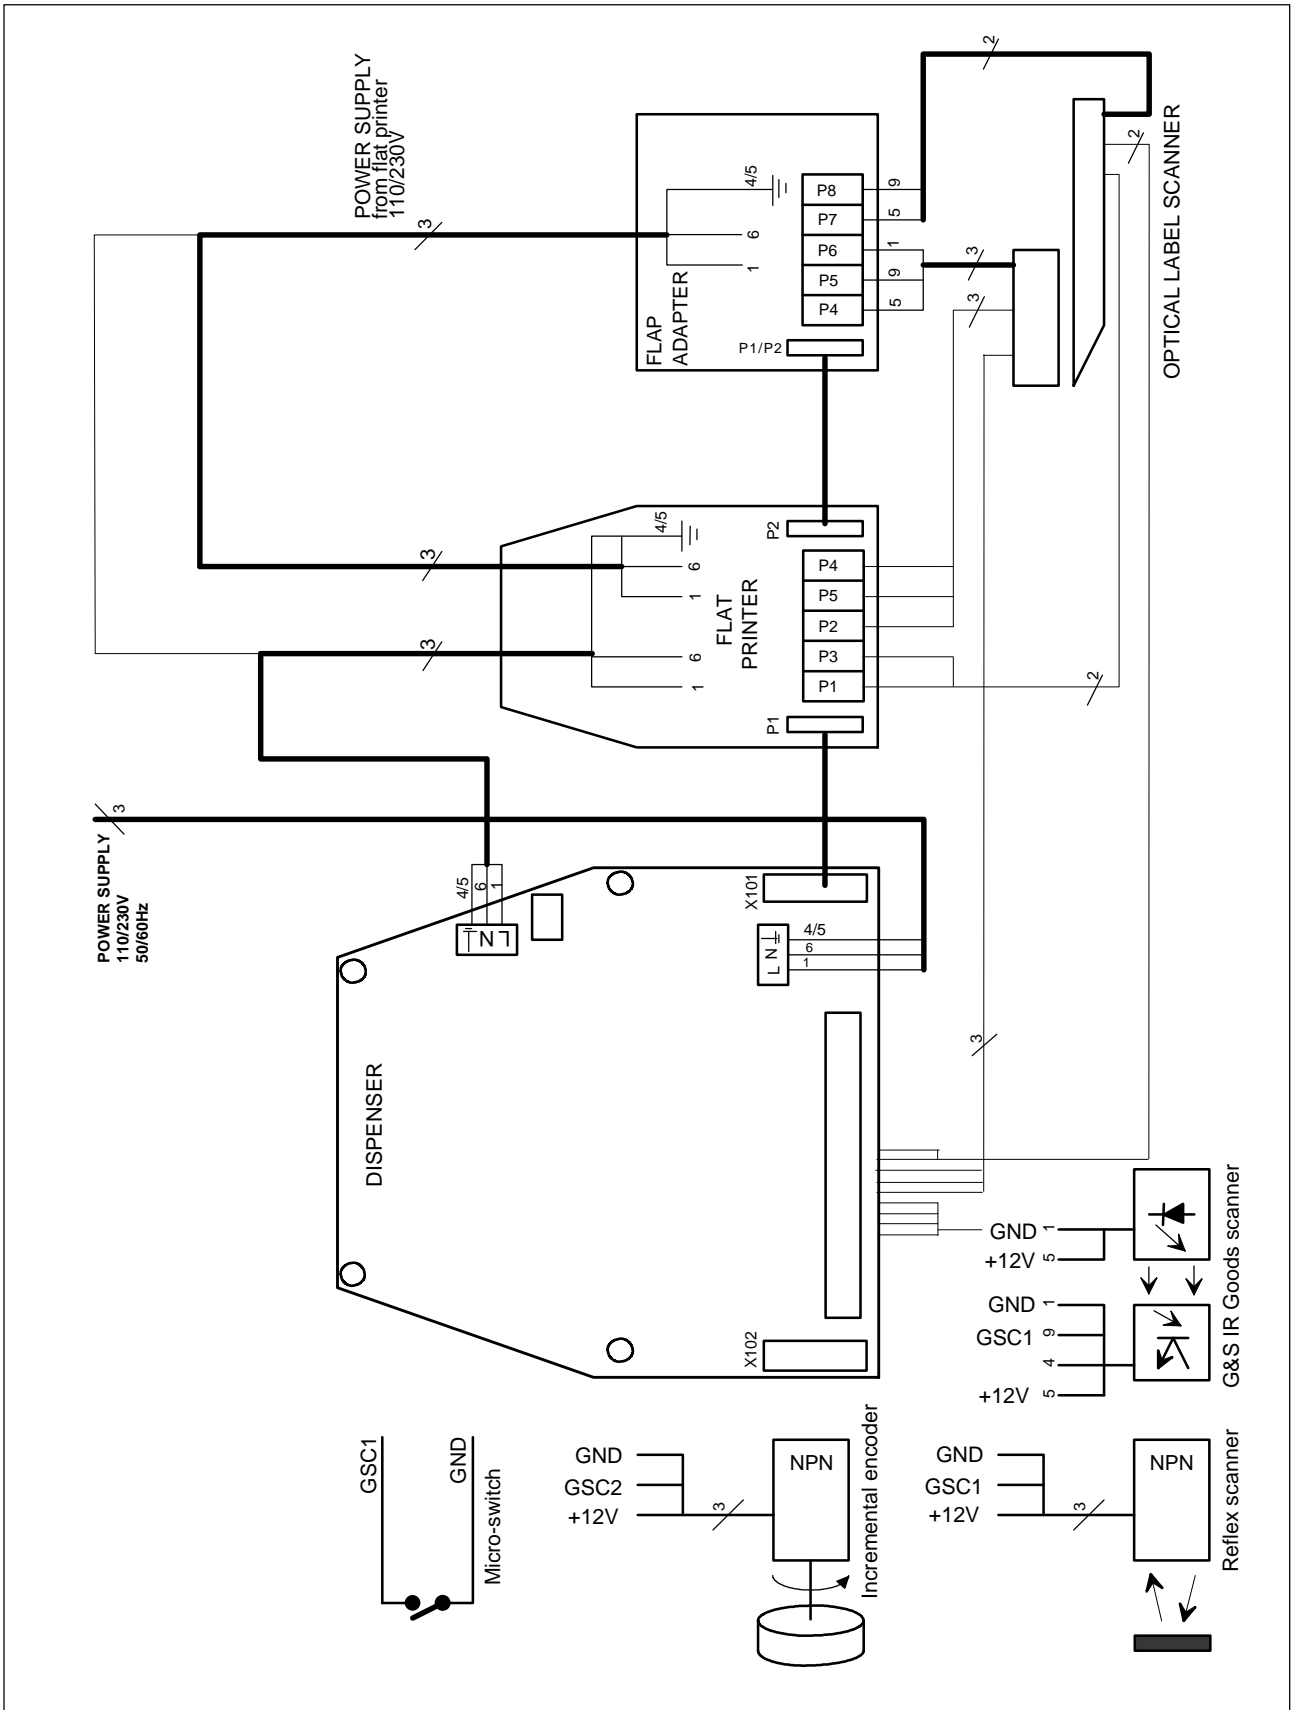 POWER SUPPLY
from flat printer
110/230V
3
2
FLAP
ADAPTER
4/5
6
1
P8
P7
P6
P5
P4
P1/P2
9
5
1
9
5
3
3
2
OPTICAL LABEL SCANNER
3
3
4/5
6
1
6
1
FLAT
PRINTER
P2
P4
P5
P2
P3
P1
P1
2
POWER SUPPLY
110/230V
50/60Hz
3
4/5
6
1
L N
X101
L N
4/5
6
1
DISPENSER
3
X102
GND 1
+12V 5
GND 1
GSC1 9
4
+12V 5
G&S IR Goods scanner
GSC1
GND
Micro-switch
GND
GSC2
+12V
3
NPN
Incremental encoder
GND
GSC1
+12V
3
NPN
Reflex scanner